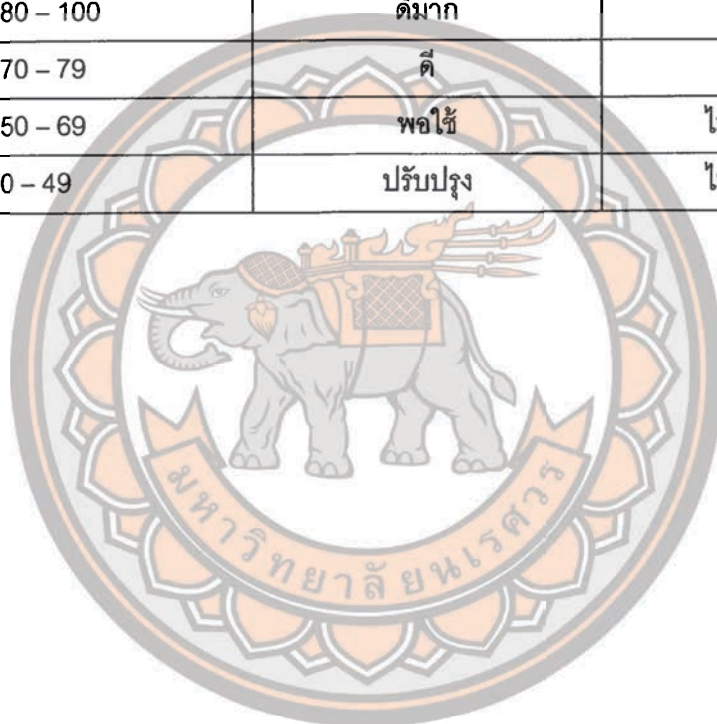 80 – 100 ดีมาก
70 – 79 ดี
50 – 69 พอใช้
0 – 49 ปรับปรุง
มหาวิทยาลัยนเรศวร